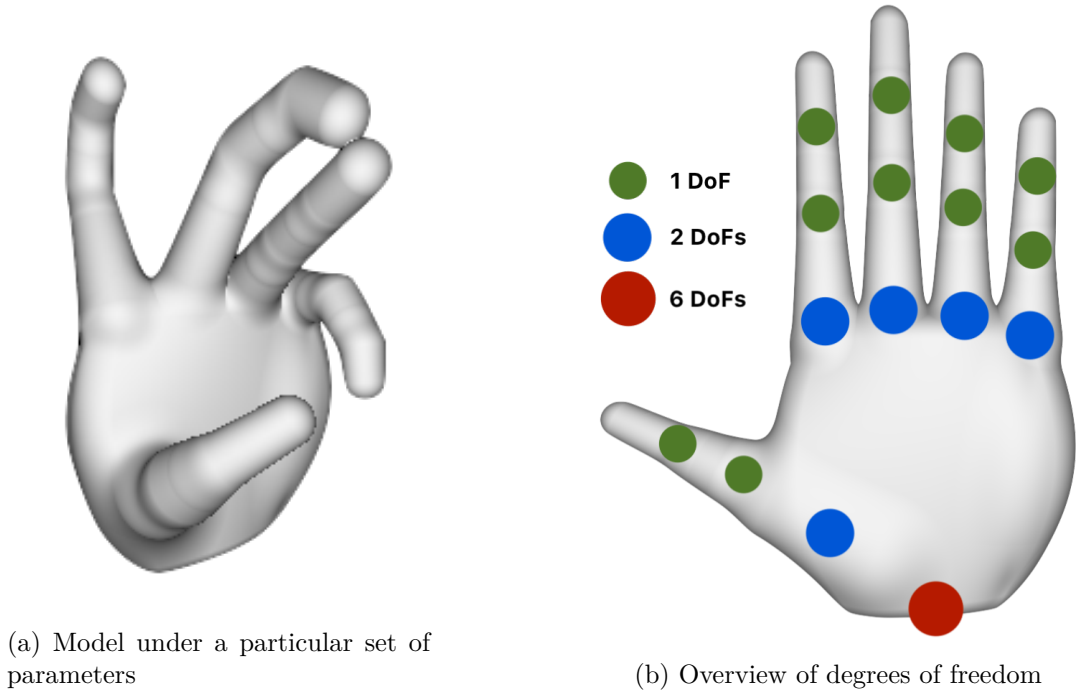 1 DoF
2 DoFs
6 DoFs
(a) Model under a particular set of
parameters
(b) Overview of degrees of freedom